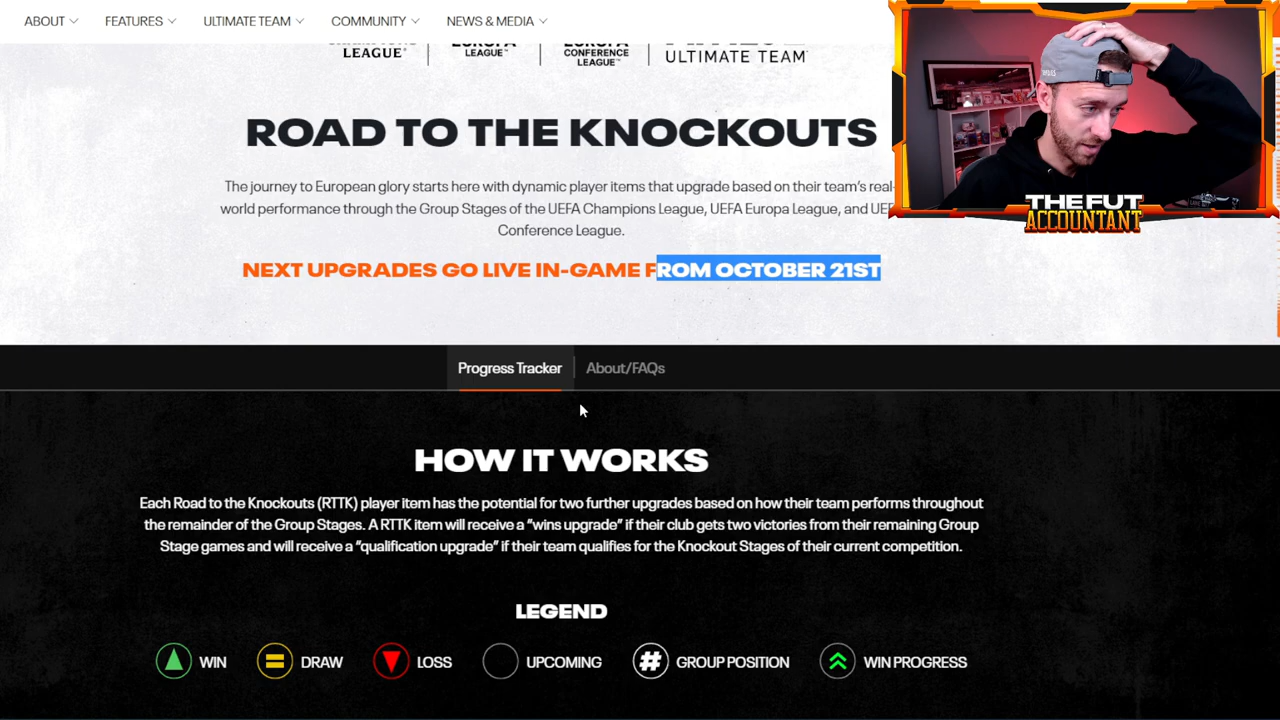 ABOUT FEATURES ULTIMATE TEAM COMMUNITY NEWS & MEDIA
LEAGUE™ LEAGUE™ CONFERENCE LEAGUE™ ULTIMATE TEAM
ROAD TO THE KNOCKOUTS
The journey to European glory starts here with dynamic player items that upgrade based on their team's real-
world performance through the Group Stages of the UEFA Champions League, UEFA Europa League, and UEF
Conference League.
NEXT UPGRADES GO LIVE IN-GAME FROM OCTOBER 21ST
THE FUT
ACCOUNTANT
Progress Tracker About/FAQs
HOW IT WORKS
Each Road to the Knockouts (RTTK) player item has the potential for two further upgrades based on how their team performs throughout
the remainder of the Group Stages. A RTTK item will receive a "wins upgrade" if their club gets two victories from their remaining Group
Stage games and will receive a "qualification upgrade" if their team qualifies for the Knockout Stages of their current competition.
LEGEND
WIN DRAW LOSS UPCOMING # GROUP POSITION WIN PROGRESS